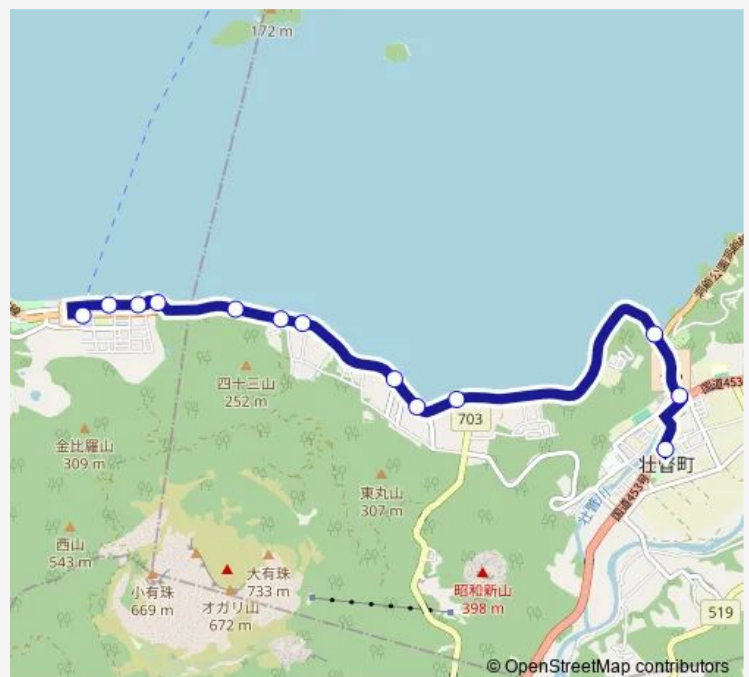 172 m
四十三山
252 m
国道453
703
金比羅山
309 m
壮瞥町
東丸山
307 m
壮瞥川
国道453号
西山
543 m
大有珠
733 m
小有珠
669 m
オガリ山
672 m
昭和新山
398 m
519
© OpenStreetMap contributors